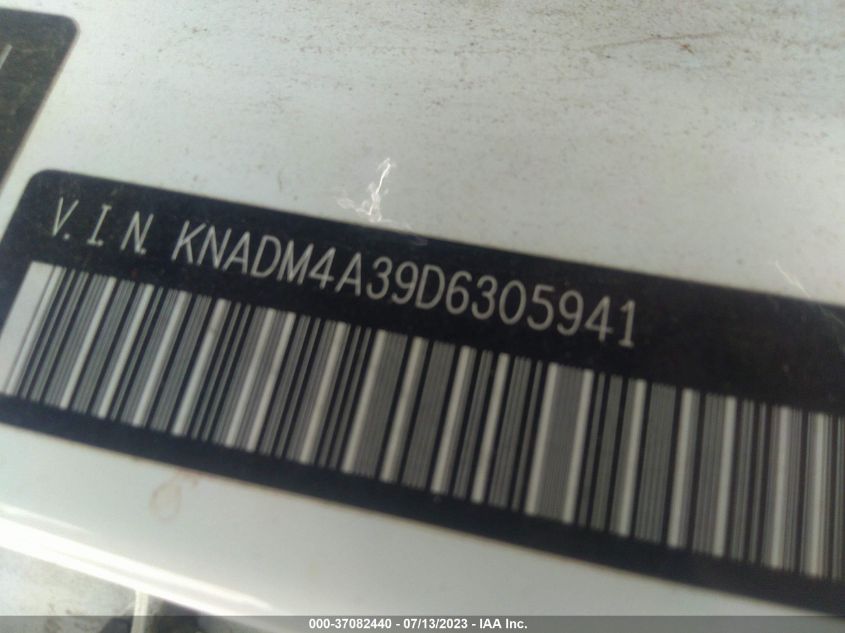 V.I.N. KNADM4A39D6305941
000-37082440 - 07/13/2023 - IAA Inc.